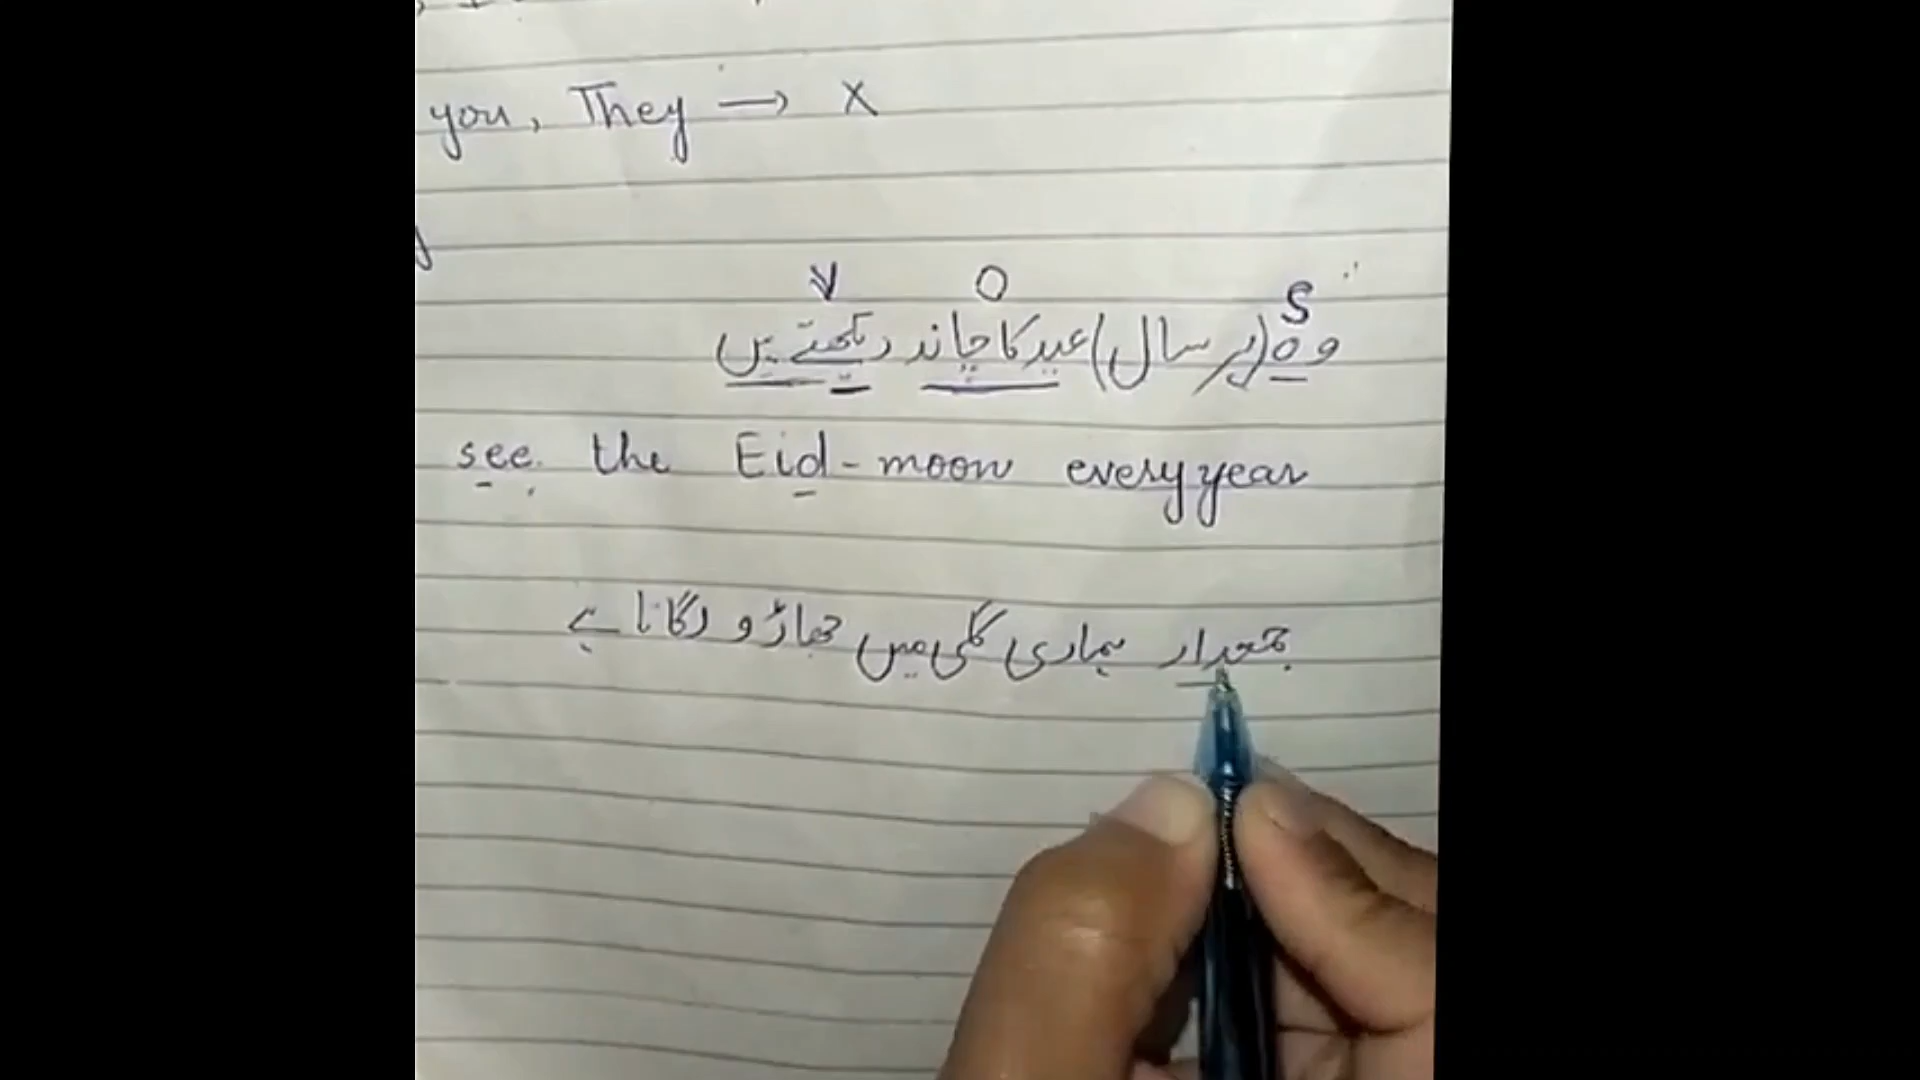 you, They → X
V O S
وہ (ہر سال) عید کا چاند دیکھتے ہیں
see the Eid-moon every year
جمعدار ہماری گلی میں جھاڑو لگاتا ہے